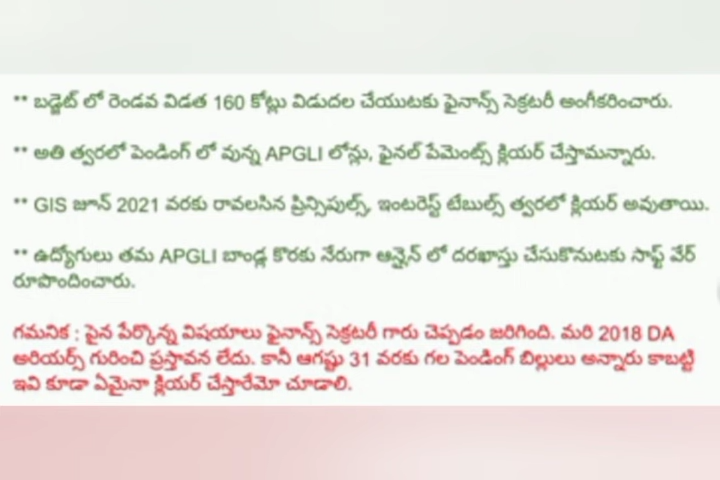 ** బడ్జెట్ లో రెండవ విడత 160 కోట్లు విడుదల చేయుటకు ఫైనాన్స్ సెక్రటరీ అంగీకరించారు.
** అతి త్వరలో పెండింగ్ లో వున్న APGLI లోన్లు, ఫైనల్ పేమెంట్స్ క్లియర్ చేస్తామన్నారు.
** GIS జూన్ 2021 వరకు రావలసిన ప్రిన్సిపుల్స్, ఇంటరెస్ట్ టేబుల్స్ త్వరలో క్లియర్ అవుతాయి.
** ఉద్యోగులు తమ APGLI బాండ్ల కొరకు నేరుగా ఆన్లైన్ లో దరఖాస్తు చేసుకొనుటకు సాఫ్ట్ వేర్
రూపొందించారు.
గమనిక : పైన పేర్కొన్న విషయాలు ఫైనాన్స్ సెక్రటరీ గారు చెప్పడం జరిగింది. మరి 2018 DA
అరియర్స్ గురించి ప్రస్తావన లేదు. కానీ ఆగష్టు 31 వరకు గల పెండింగ్ బిల్లులు అన్నారు కాబట్టి
ఇవి కూడా ఏమైనా క్లియర్ చేస్తారేమో చూడాలి.